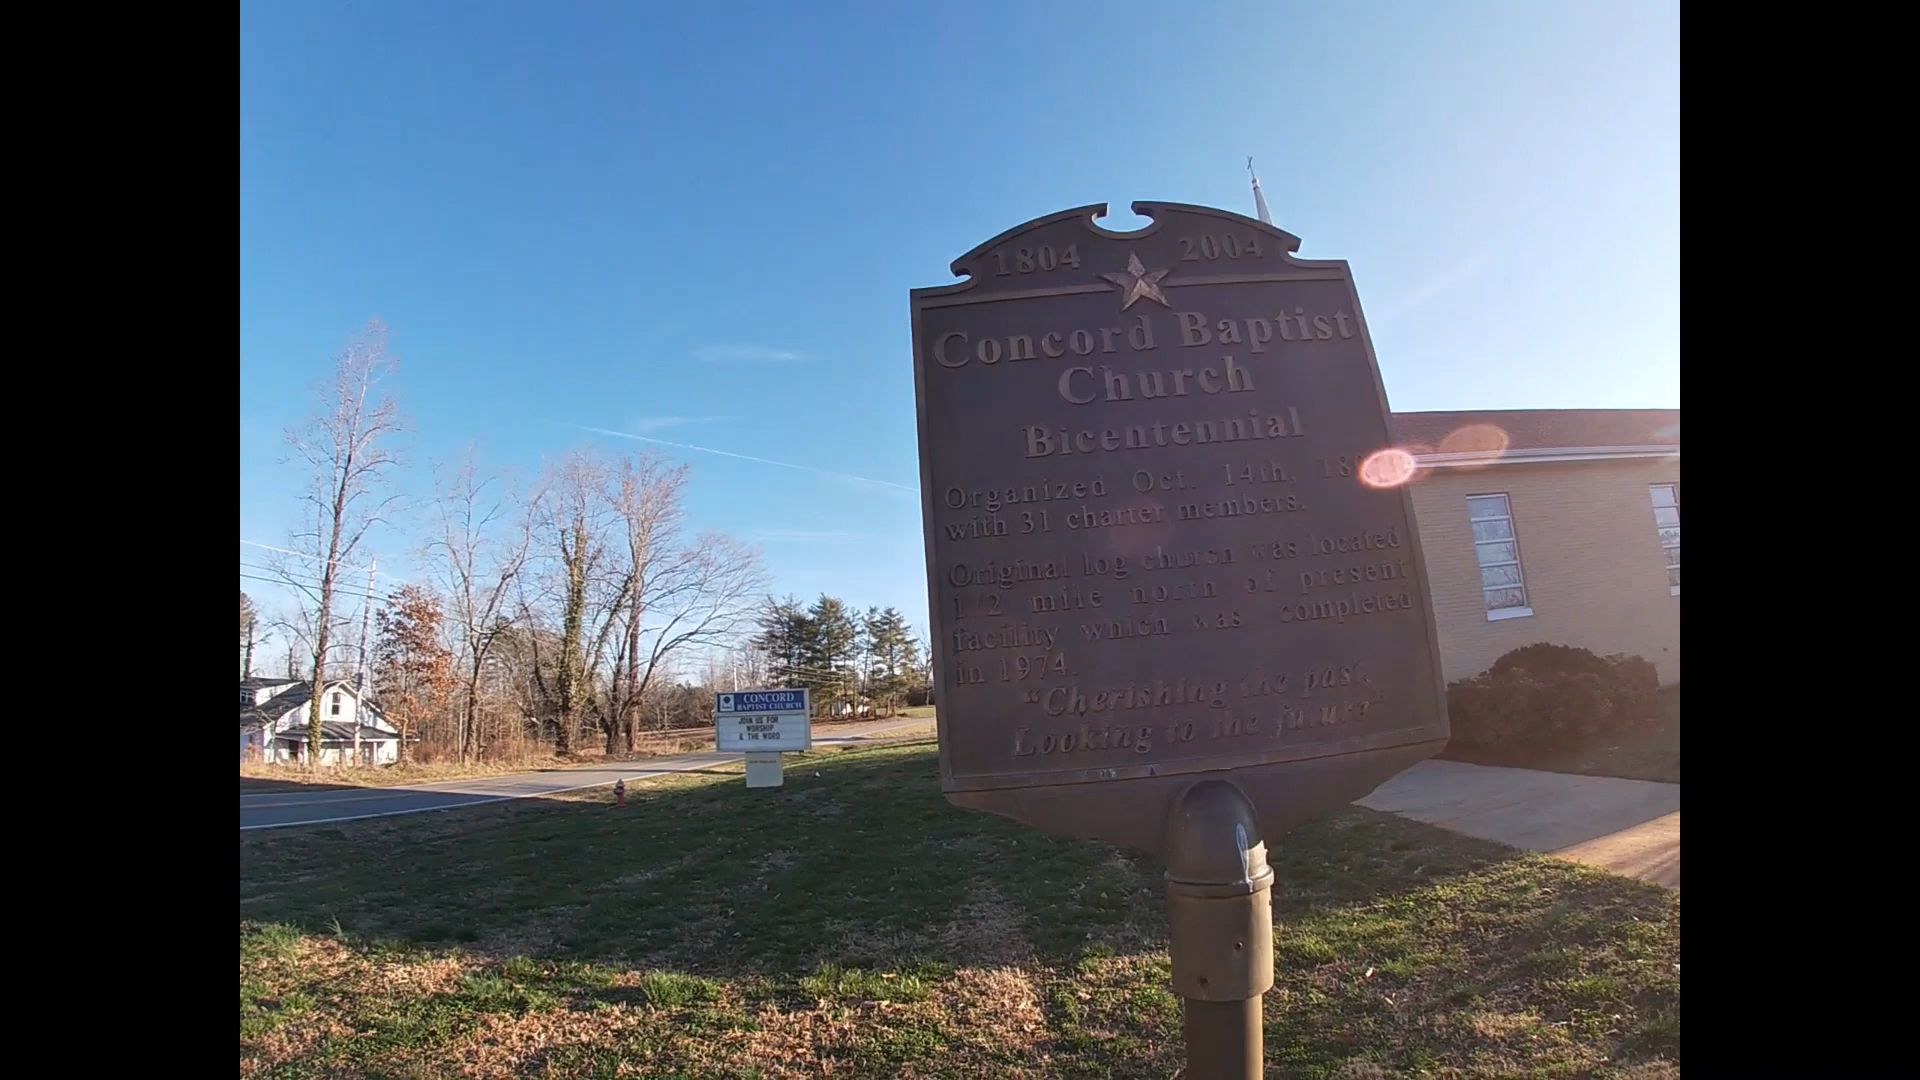 1804 2004
Concord Baptist
Church
Bicentennial
Organized Oct. 14th,
with 31 charter members.
Original log church was located
1/2 mile north of present
facility which was completed
in 1974.
"Cherishing the past,
Looking to the future"
CONCORD
BAPTIST CHURCH
JOIN US FOR
WORSHIP
& THE WORD